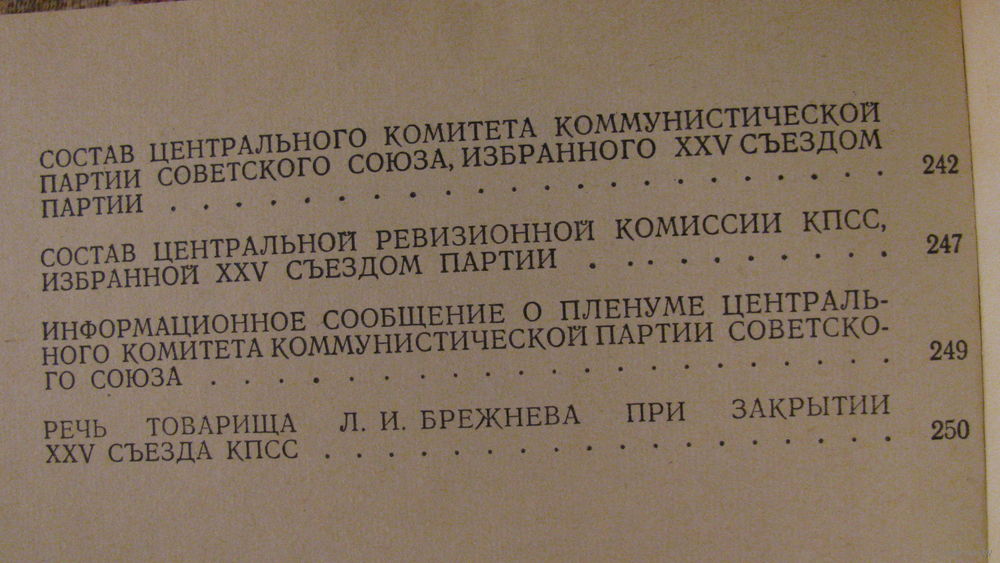 СОСТАВ ЦЕНТРАЛЬНОГО КОМИТЕТА КОММУНИСТИЧЕСКОЙ
ПАРТИИ СОВЕТСКОГО СОЮЗА, ИЗБРАННОГО XXV СЪЕЗДОМ
ПАРТИИ . . . . . . . . . . . . . . . . . . . . 242
СОСТАВ ЦЕНТРАЛЬНОЙ РЕВИЗИОННОЙ КОМИССИИ КПСС,
ИЗБРАННОЙ XXV СЪЕЗДОМ ПАРТИИ . . . . . . . . . 247
ИНФОРМАЦИОННОЕ СООБЩЕНИЕ О ПЛЕНУМЕ ЦЕНТРАЛЬ-
НОГО КОМИТЕТА КОММУНИСТИЧЕСКОЙ ПАРТИИ СОВЕТСКО-
ГО СОЮЗА . . . . . . . . . . . . . . . . . . . 249
РЕЧЬ ТОВАРИЩА Л. И. БРЕЖНЕВА ПРИ ЗАКРЫТИИ
XXV СЪЕЗДА КПСС . . . . . . . . . . . . . . . 250